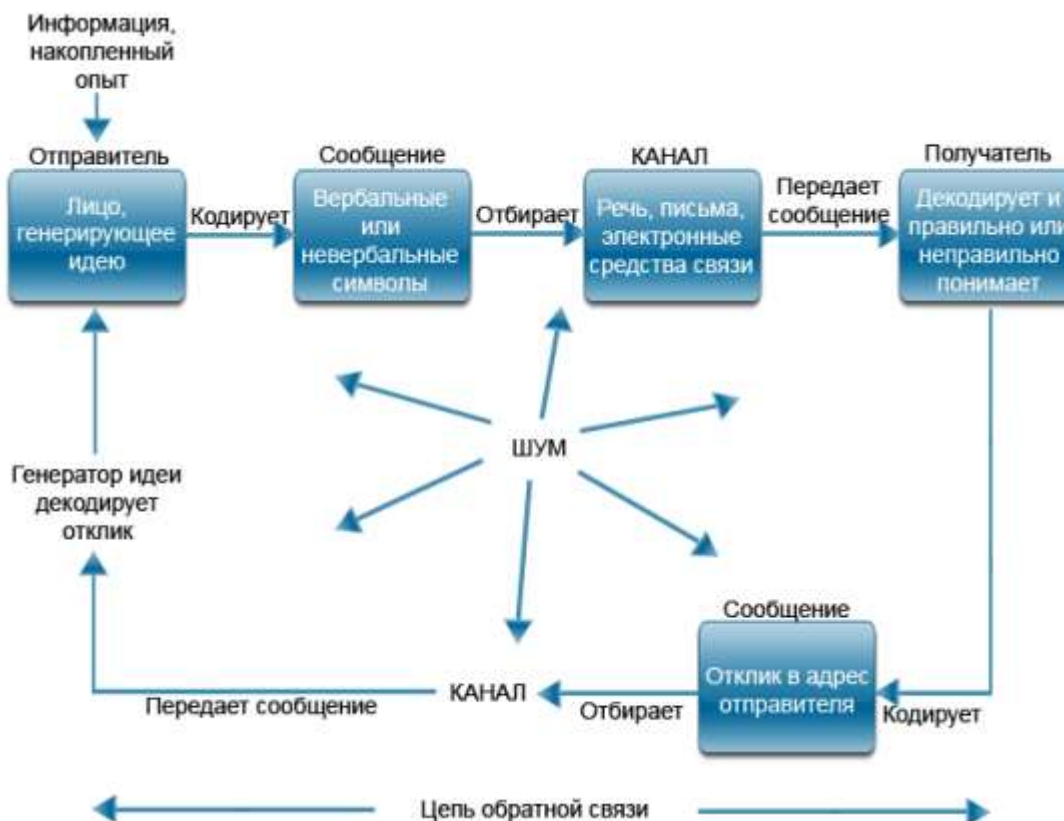 Информация,
накопленный
опыт
Отправитель
Сообщение
КАНАЛ
Получатель
Лицо,
генерирующее
идею
Кодирует
Вербальные
или
невербальные
символы
Отбирает
Речь, письма,
электронные
средства связи
Передает
сообщение
Декодирует и
правильно или
неправильно
понимает
ШУМ
Генератор идеи
декодирует
отклик
Сообщение
Отклик в адрес
отправителя
Кодирует
Отбирает
КАНАЛ
Передает сообщение
Цепь обратной связи